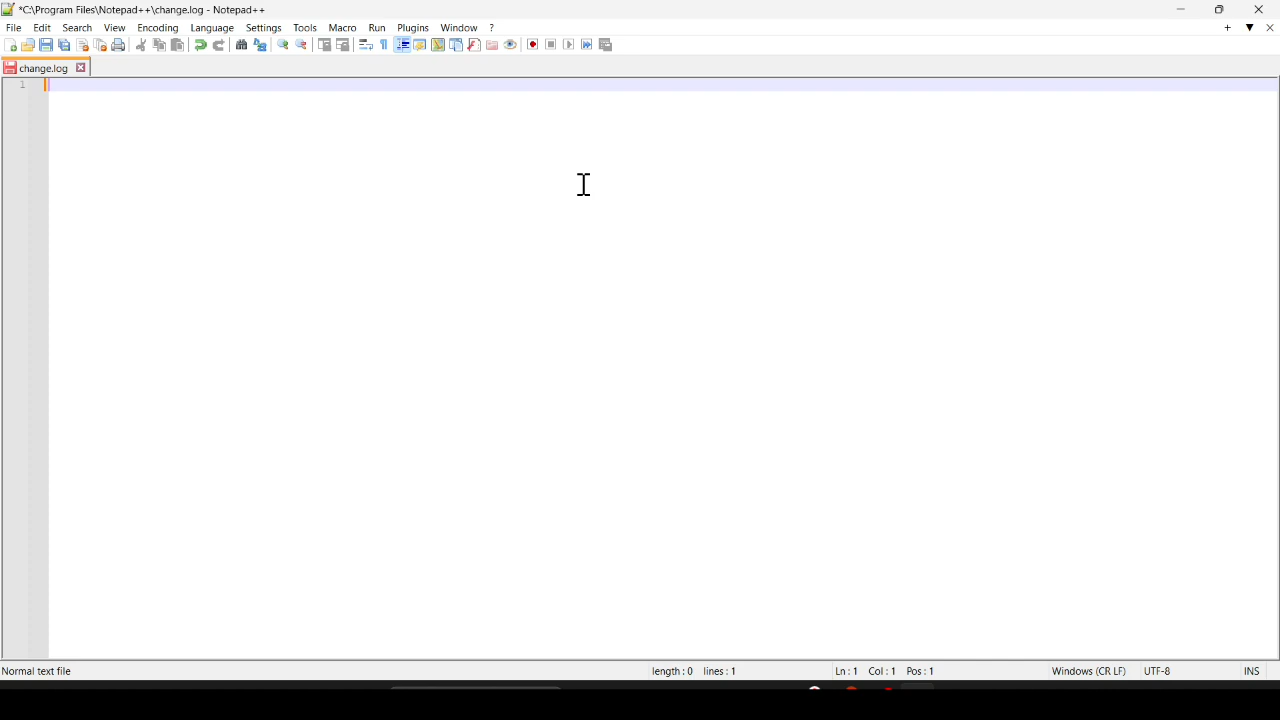 *C:\Program Files\Notepad++\change.log - Notepad++
File Edit Search View Encoding Language Settings Tools Macro Run Plugins Window ?
change.log
1
Normal text file length : 0 lines : 1 Ln : 1 Col : 1 Pos : 1 Windows (CR LF) UTF-8 INS